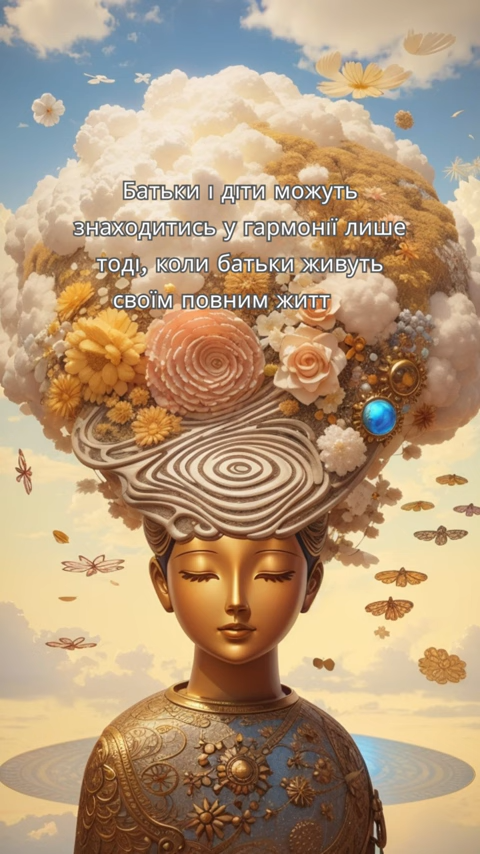 Батьки і діти можуть
знаходитись у гармонії лише
тоді, коли батьки живуть
своїм повним житт